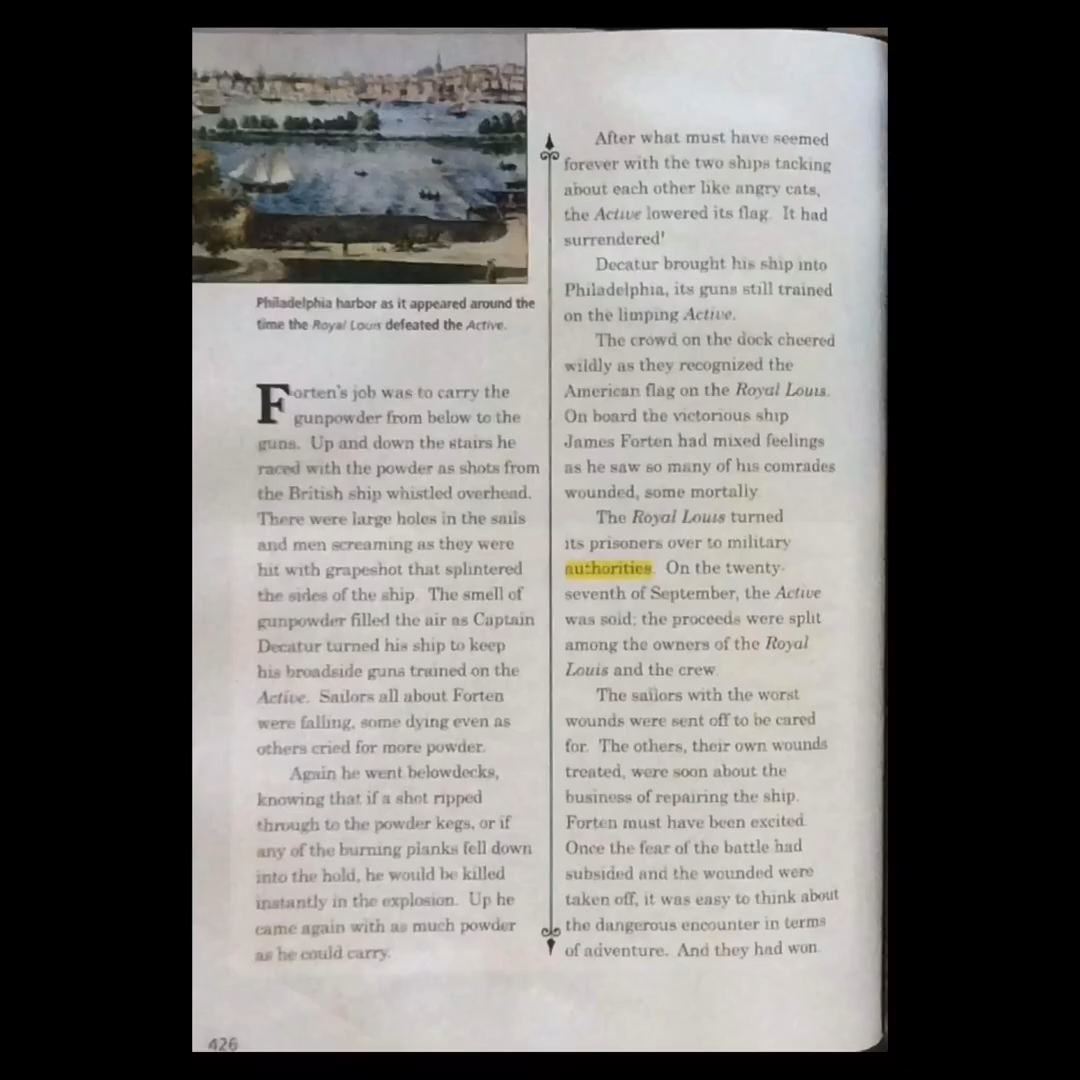 Philadelphia harbor as it appeared around the
time the Royal Louis defeated the Active.
Forten's job was to carry the
gunpowder from below to the
guns. Up and down the stairs he
raced with the powder as shots from
the British ship whistled overhead.
There were large holes in the sails
and men screaming as they were
hit with grapeshot that splintered
the sides of the ship. The smell of
gunpowder filled the air as Captain
Decatur turned his ship to keep
his broadside guns trained on the
Active. Sailors all about Forten
were falling, some dying even as
others cried for more powder.
Again he went belowdecks,
knowing that if a shot ripped
through to the powder kegs, or if
any of the burning planks fell down
into the hold, he would be killed
instantly in the explosion. Up he
came again with as much powder
as he could carry.
426
After what must have seemed
forever with the two ships tacking
about each other like angry cats,
the Active lowered its flag. It had
surrendered!
Decatur brought his ship into
Philadelphia, its guns still trained
on the limping Active.
The crowd on the dock cheered
wildly as they recognized the
American flag on the Royal Louis.
On board the victorious ship
James Forten had mixed feelings
as he saw so many of his comrades
wounded, some mortally.
The Royal Louis turned
its prisoners over to military
authorities. On the twenty-
seventh of September, the Active
was sold; the proceeds were split
among the owners of the Royal
Louis and the crew.
The sailors with the worst
wounds were sent off to be cared
for. The others, their own wounds
treated, were soon about the
business of repairing the ship.
Forten must have been excited.
Once the fear of the battle had
subsided and the wounded were
taken off, it was easy to think about
the dangerous encounter in terms
of adventure. And they had won.